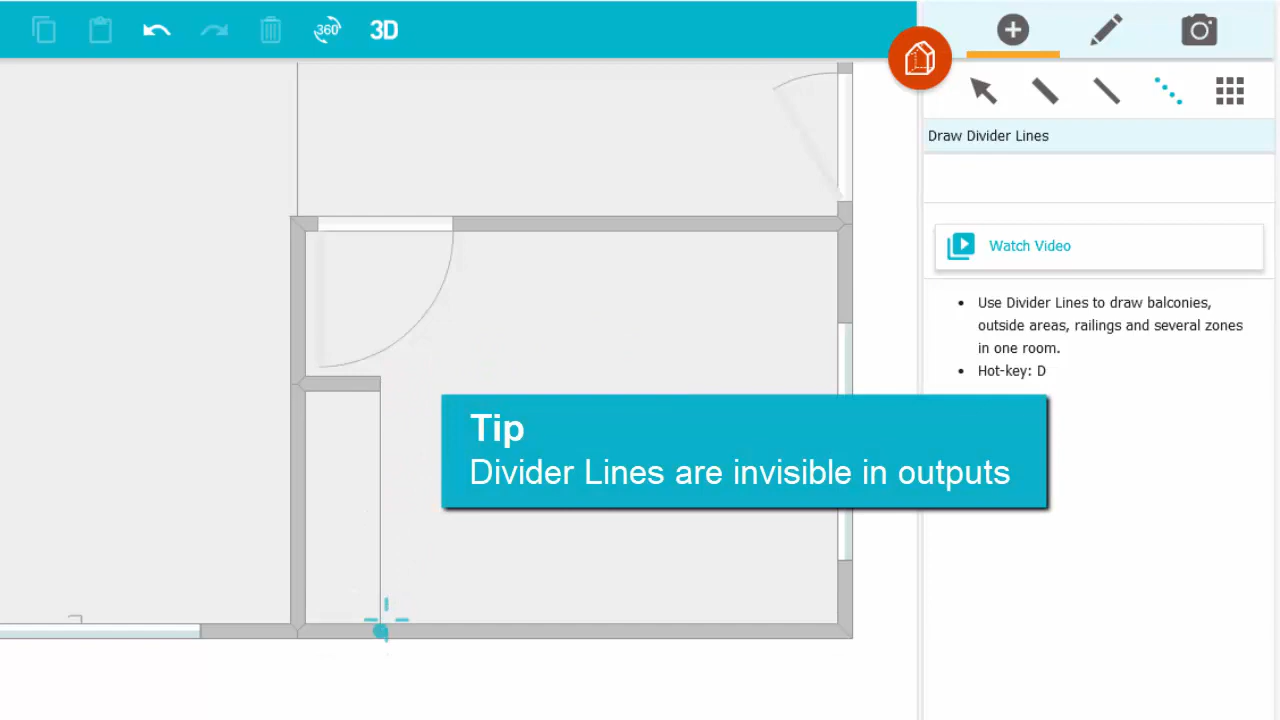 360
3D
Draw Divider Lines
Watch Video
• Use Divider Lines to draw balconies,
outside areas, railings and several zones
in one room.
• Hot-key: D
Tip
Divider Lines are invisible in outputs